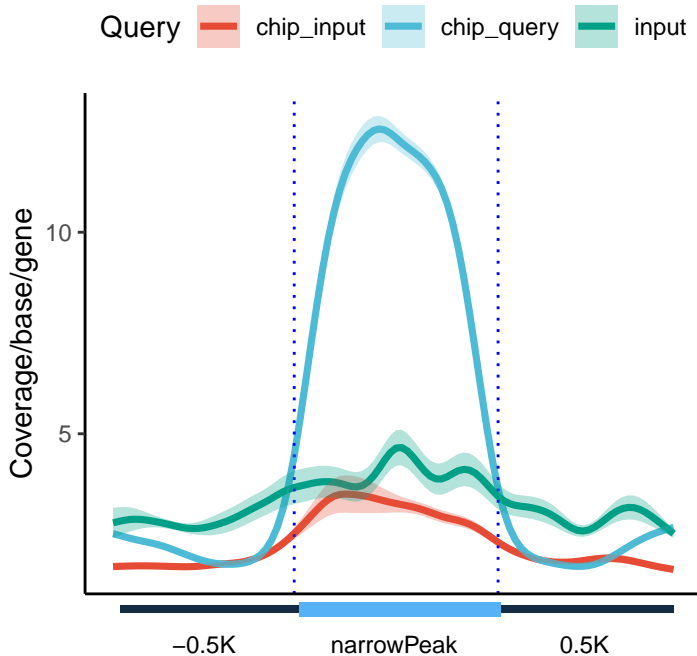 Query chip_input chip_query input
Coverage/base/gene
10
5
−0.5K narrowPeak 0.5K